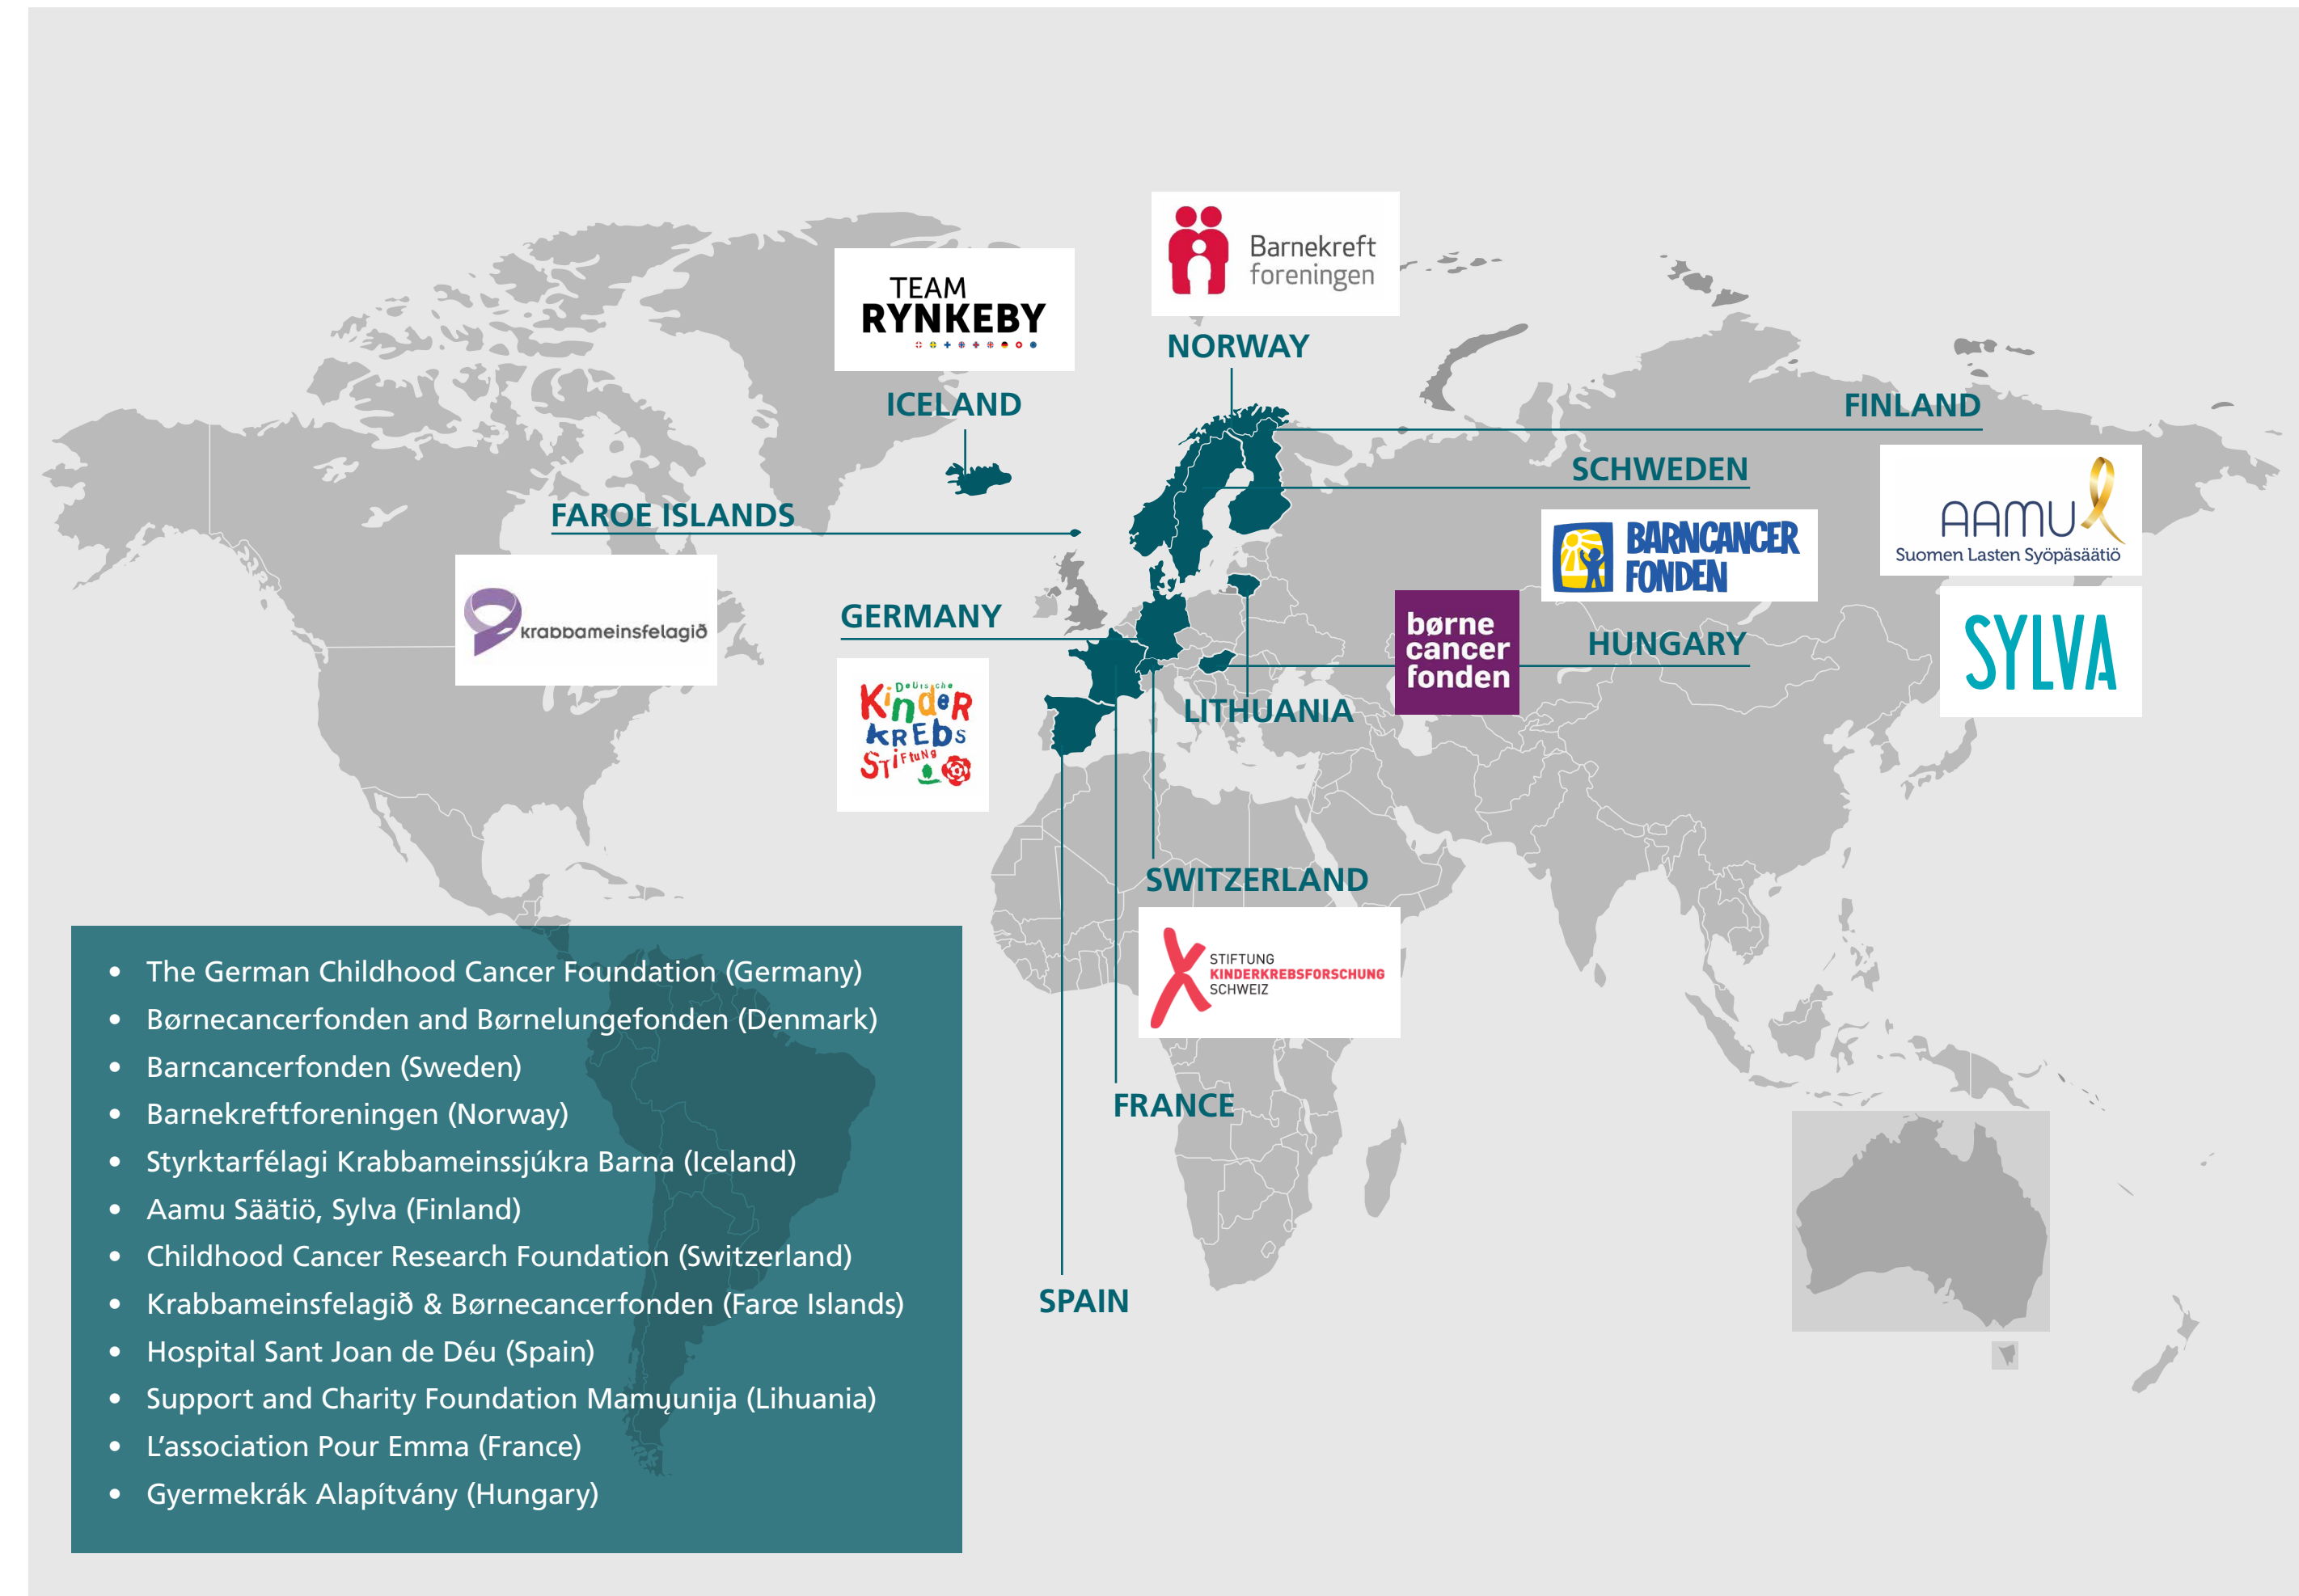 Barnekreft
foreningen
TEAM
RYNKEBY
NORWAY
ICELAND
FINLAND
SCHWEDEN
AAMU
Suomen Lasten Syöpäsäätiö
FAROE ISLANDS
BARNCANCER
FONDEN
krabbameinsfelagið
GERMANY
børne
cancer
fonden
HUNGARY
SYLVA
Deutsche
KindeR
KREbs
STiFtuNg
LITHUANIA
SWITZERLAND
STIFTUNG
KINDERKREBSFORSCHUNG
SCHWEIZ
FRANCE
SPAIN
• The German Childhood Cancer Foundation (Germany)
• Børnecancerfonden and Børnelungefonden (Denmark)
• Barncancerfonden (Sweden)
• Barnekreftforeningen (Norway)
• Styrktarfélagi Krabbameinssjúkra Barna (Iceland)
• Aamu Säätiö, Sylva (Finland)
• Childhood Cancer Research Foundation (Switzerland)
• Krabbameinsfelagið & Børnecancerfonden (Farœ Islands)
• Hospital Sant Joan de Déu (Spain)
• Support and Charity Foundation Mamųunija (Lihuania)
• L’association Pour Emma (France)
• Gyermekrák Alapítvány (Hungary)